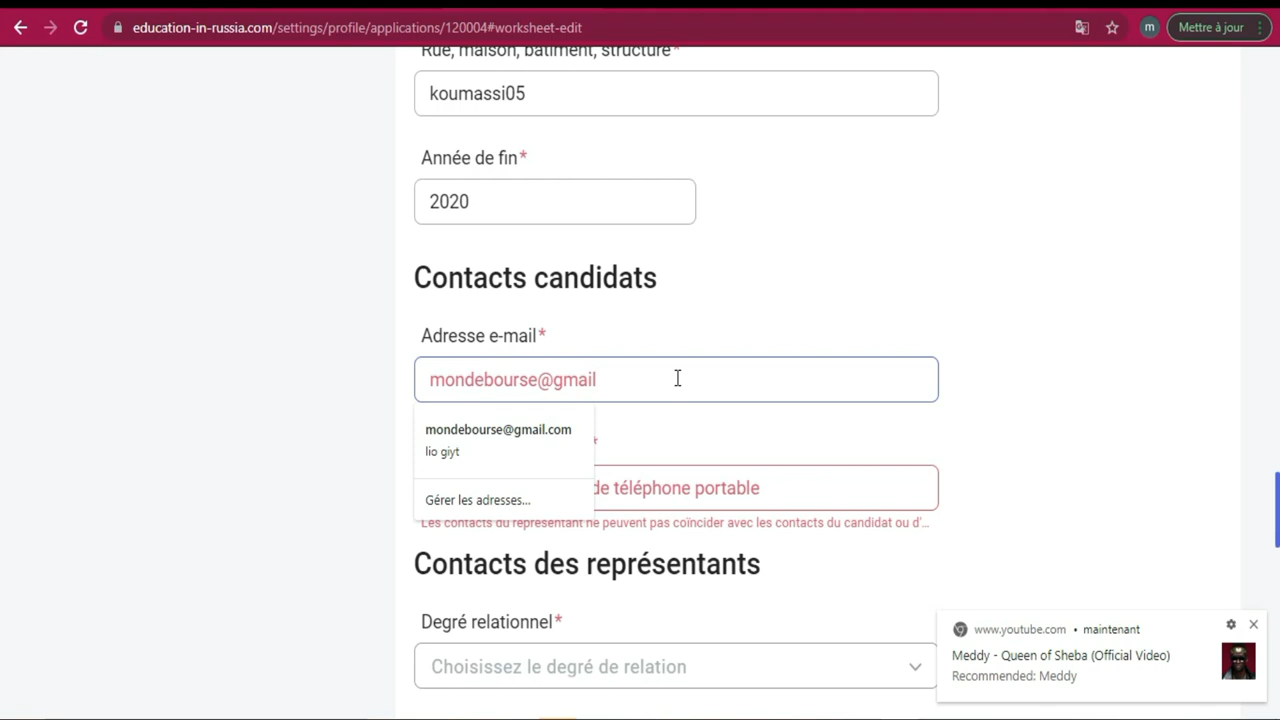 education-in-russia.com/settings/profile/applications/120004#worksheet-edit
m
Mettre à jour
Rue, maison, bâtiment, structure*
koumassi05
Année de fin*
2020
Contacts candidats
Adresse e-mail*
mondebourse@gmail
mondebourse@gmail.com
lio giyt
*
Gérer les adresses...
de téléphone portable
Les contacts du représentant ne peuvent pas coïncider avec les contacts du candidat ou d'...
Contacts des représentants
Degré relationnel*
Choisissez le degré de relation
www.youtube.com • maintenant
Meddy - Queen of Sheba (Official Video)
Recommended: Meddy